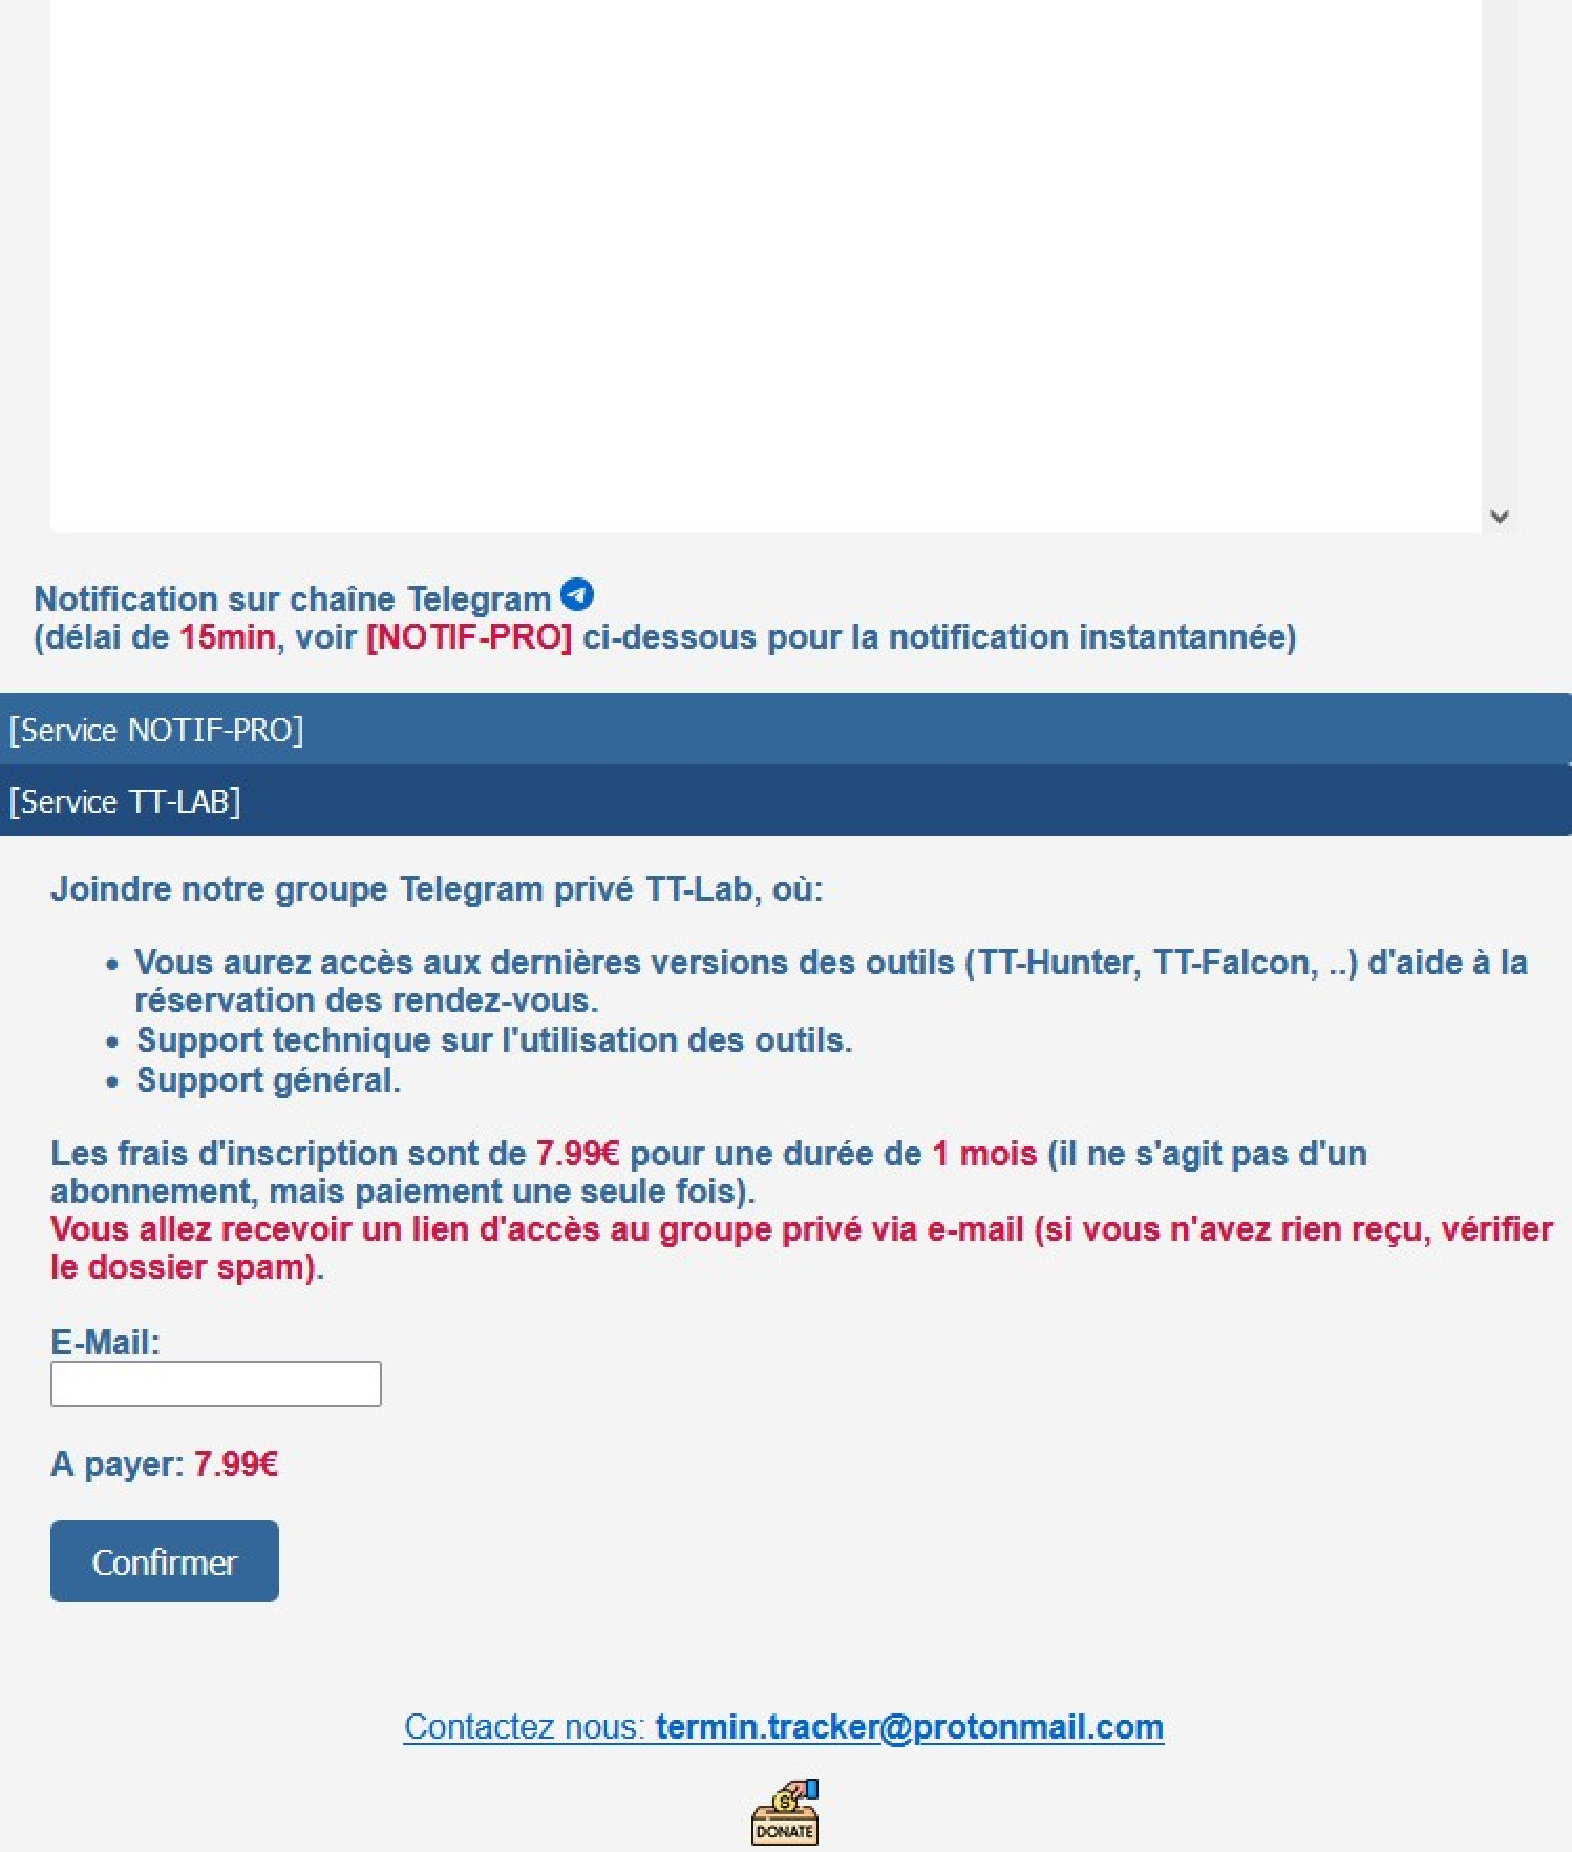 Notification sur chaîne Telegram
(délai de 15min, voir [NOTIF-PRO] ci-dessous pour la notification instantannée)
[Service NOTIF-PRO]
[Service TT-LAB]
Joindre notre groupe Telegram privé TT-Lab, où:
• Vous aurez accès aux dernières versions des outils (TT-Hunter, TT-Falcon, ..) d'aide à la
réservation des rendez-vous.
• Support technique sur l'utilisation des outils.
• Support général.
Les frais d'inscription sont de 7.99€ pour une durée de 1 mois (il ne s'agit pas d'un
abonnement, mais paiement une seule fois).
Vous allez recevoir un lien d'accès au groupe privé via e-mail (si vous n'avez rien reçu, vérifier
le dossier spam).
E-Mail:
A payer: 7.99€
Confirmer
Contactez nous: termin.tracker@protonmail.com
DONATE